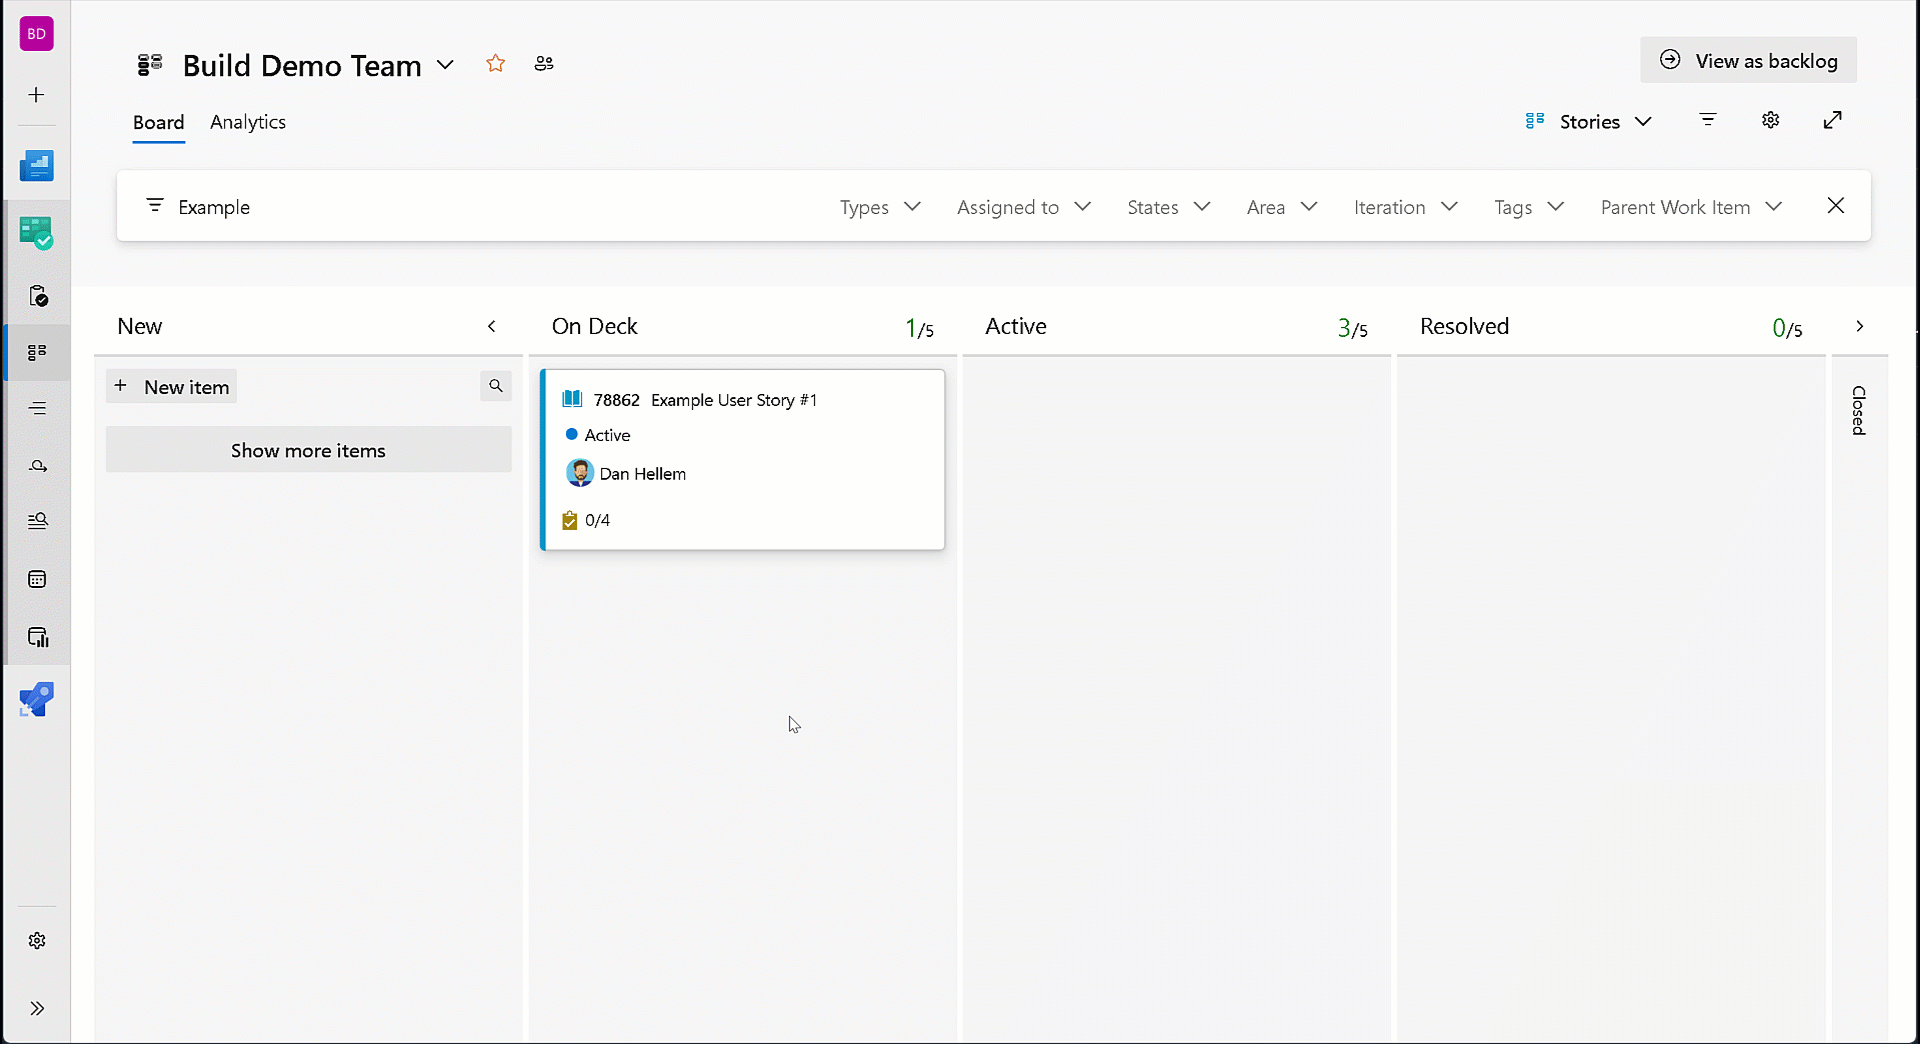 BD
Build Demo Team
View as backlog
Board Analytics
Stories
Example
Types Assigned to States Area Iteration Tags Parent Work Item
New
On Deck 1/5
Active 3/5
Resolved 0/5
New item
Show more items
78862 Example User Story #1
Active
Dan Hellem
0/4
Closed